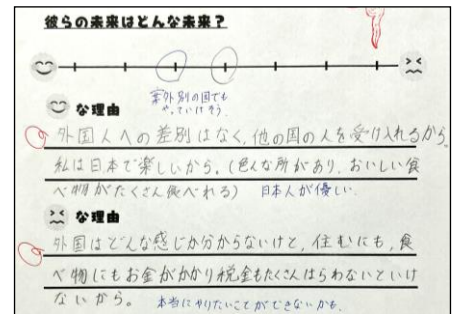 彼らの未来はどんな未来?
な理由
案外別の国でも
やっていけそう。
外国人への差別はなく、他の国の人を受け入れるから。
私は日本で楽しいから。(色んな所があり、おいしい食
べ物がたくさん食べれる) 日本人が優しい。
な理由
外国はどんな感じか分からないけど、住むにも、食
べ物にもお金がかかり税金もたくさんはらわないといけ
ないから。 本当にやりたいことができないかも。